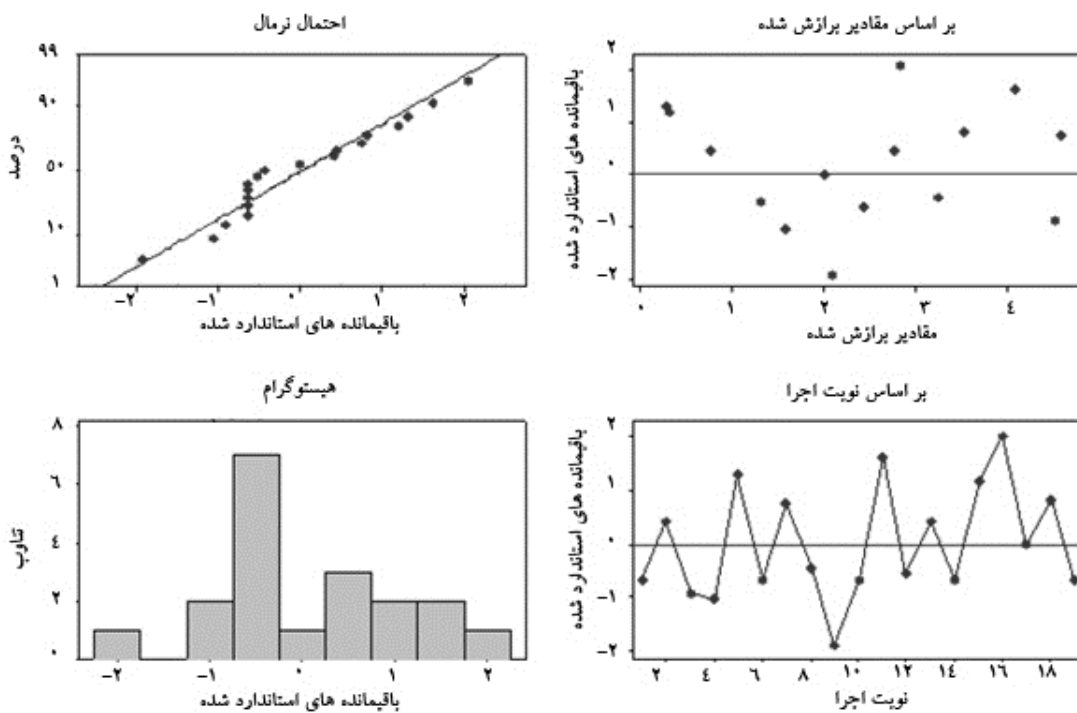 احتمال نرمال
۹۹
۹۰
۵۰
۱۰
۱
درصد
-۲ -۱ ۰ ۱ ۲
باقیمانده های استاندارد شده
بر اساس مقادیر برازش شده
۲
۱
۰
-۱
-۲
باقیمانده های استاندارد شده
۰ ۱ ۲ ۳ ٤
مقادیر برازش شده
هیستوگرام
۸
٦
٤
۲
۰
تناوب
-۲ -۱ ۰ ۱ ۲
باقیمانده های استاندارد شده
بر اساس نوبت اجرا
۲
۱
۰
-۱
-۲
باقیمانده های استاندارد شده
۲ ٤ ٦ ۸ ۱۰ ۱۲ ۱٤ ۱٦ ۱۸
نوبت اجرا